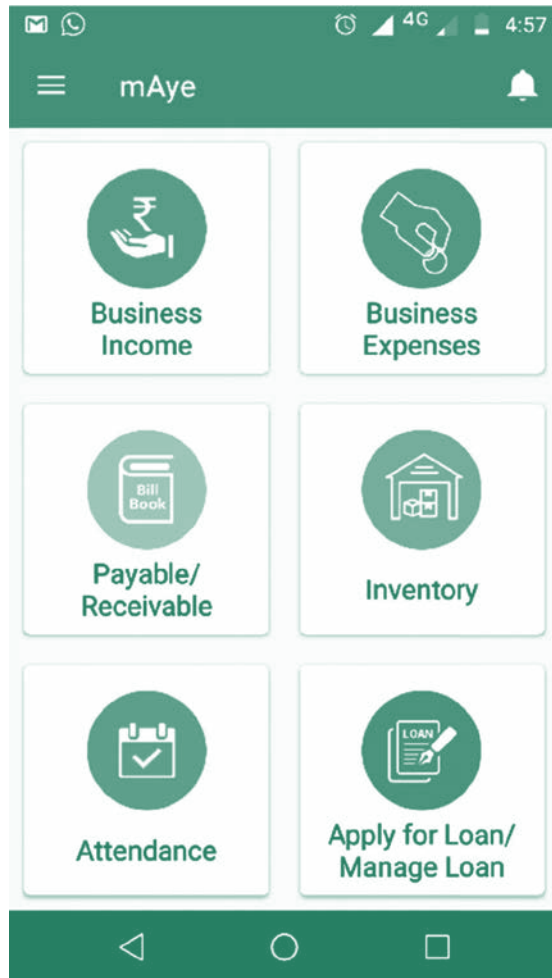 4G 4:57
mAye
₹
Business
Income
Business
Expenses
Bill
Book
Payable/
Receivable
Inventory
Attendance
LOAN
Apply for Loan/
Manage Loan